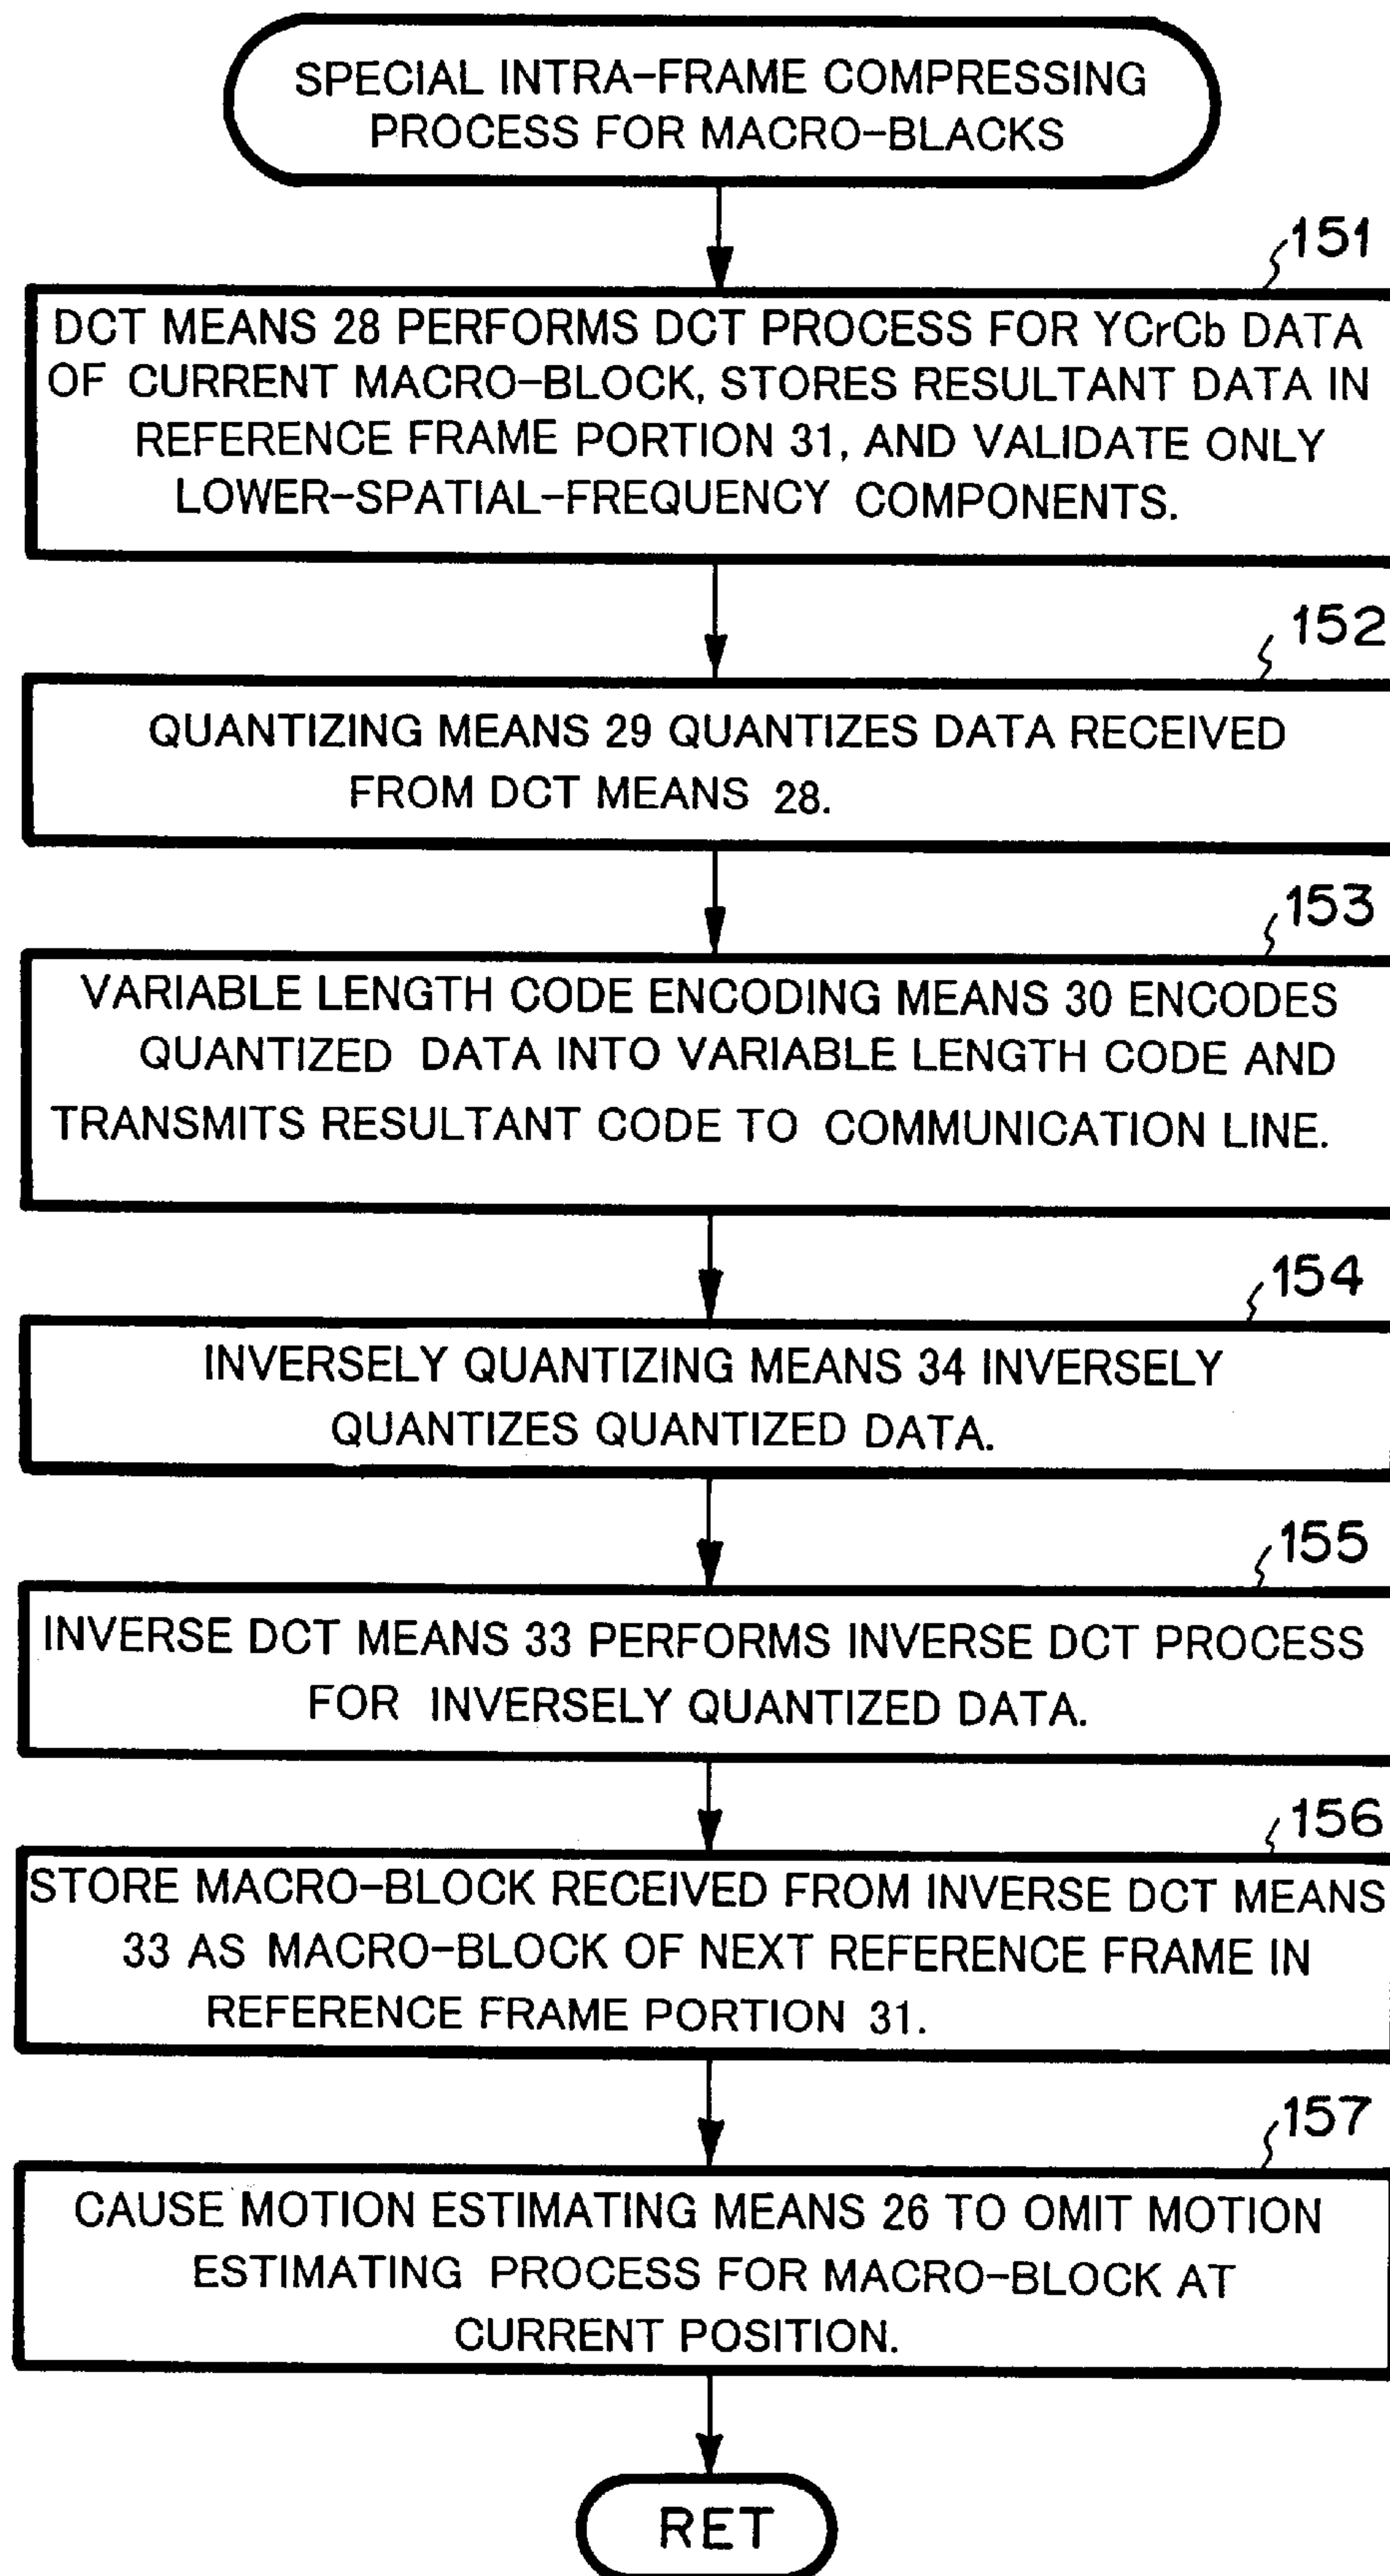 SPECIAL INTRA-FRAME COMPRESSING
PROCESS FOR MACRO-BLACKS
151
DCT MEANS 28 PERFORMS DCT PROCESS FOR YCrCb DATA
OF CURRENT MACRO-BLOCK, STORES RESULTANT DATA IN
REFERENCE FRAME PORTION 31, AND VALIDATE ONLY
LOWER-SPATIAL-FREQUENCY COMPONENTS.
152
QUANTIZING MEANS 29 QUANTIZES DATA RECEIVED
FROM DCT MEANS 28.
153
VARIABLE LENGTH CODE ENCODING MEANS 30 ENCODES
QUANTIZED DATA INTO VARIABLE LENGTH CODE AND
TRANSMITS RESULTANT CODE TO COMMUNICATION LINE.
154
INVERSELY QUANTIZING MEANS 34 INVERSELY
QUANTIZES QUANTIZED DATA.
155
INVERSE DCT MEANS 33 PERFORMS INVERSE DCT PROCESS
FOR INVERSELY QUANTIZED DATA.
156
STORE MACRO-BLOCK RECEIVED FROM INVERSE DCT MEANS
33 AS MACRO-BLOCK OF NEXT REFERENCE FRAME IN
REFERENCE FRAME PORTION 31.
157
CAUSE MOTION ESTIMATING MEANS 26 TO OMIT MOTION
ESTIMATING PROCESS FOR MACRO-BLOCK AT
CURRENT POSITION.
RET